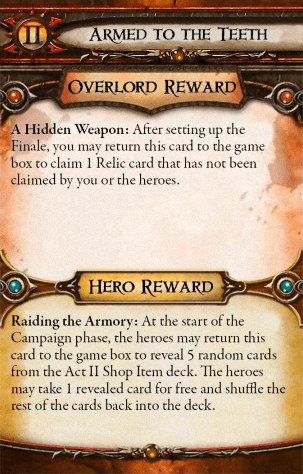 II
Armed to the Teeth
Overlord Reward
A Hidden Weapon: After setting up the
Finale, you may return this card to the game
box to claim 1 Relic card that has not been
claimed by you or the heroes.
Hero Reward
Raiding the Armory: At the start of the
Campaign phase, the heroes may return this
card to the game box to reveal 5 random cards
from the Act II Shop Item deck. The heroes
may take 1 revealed card for free and shuffle the
rest of the cards back into the deck.